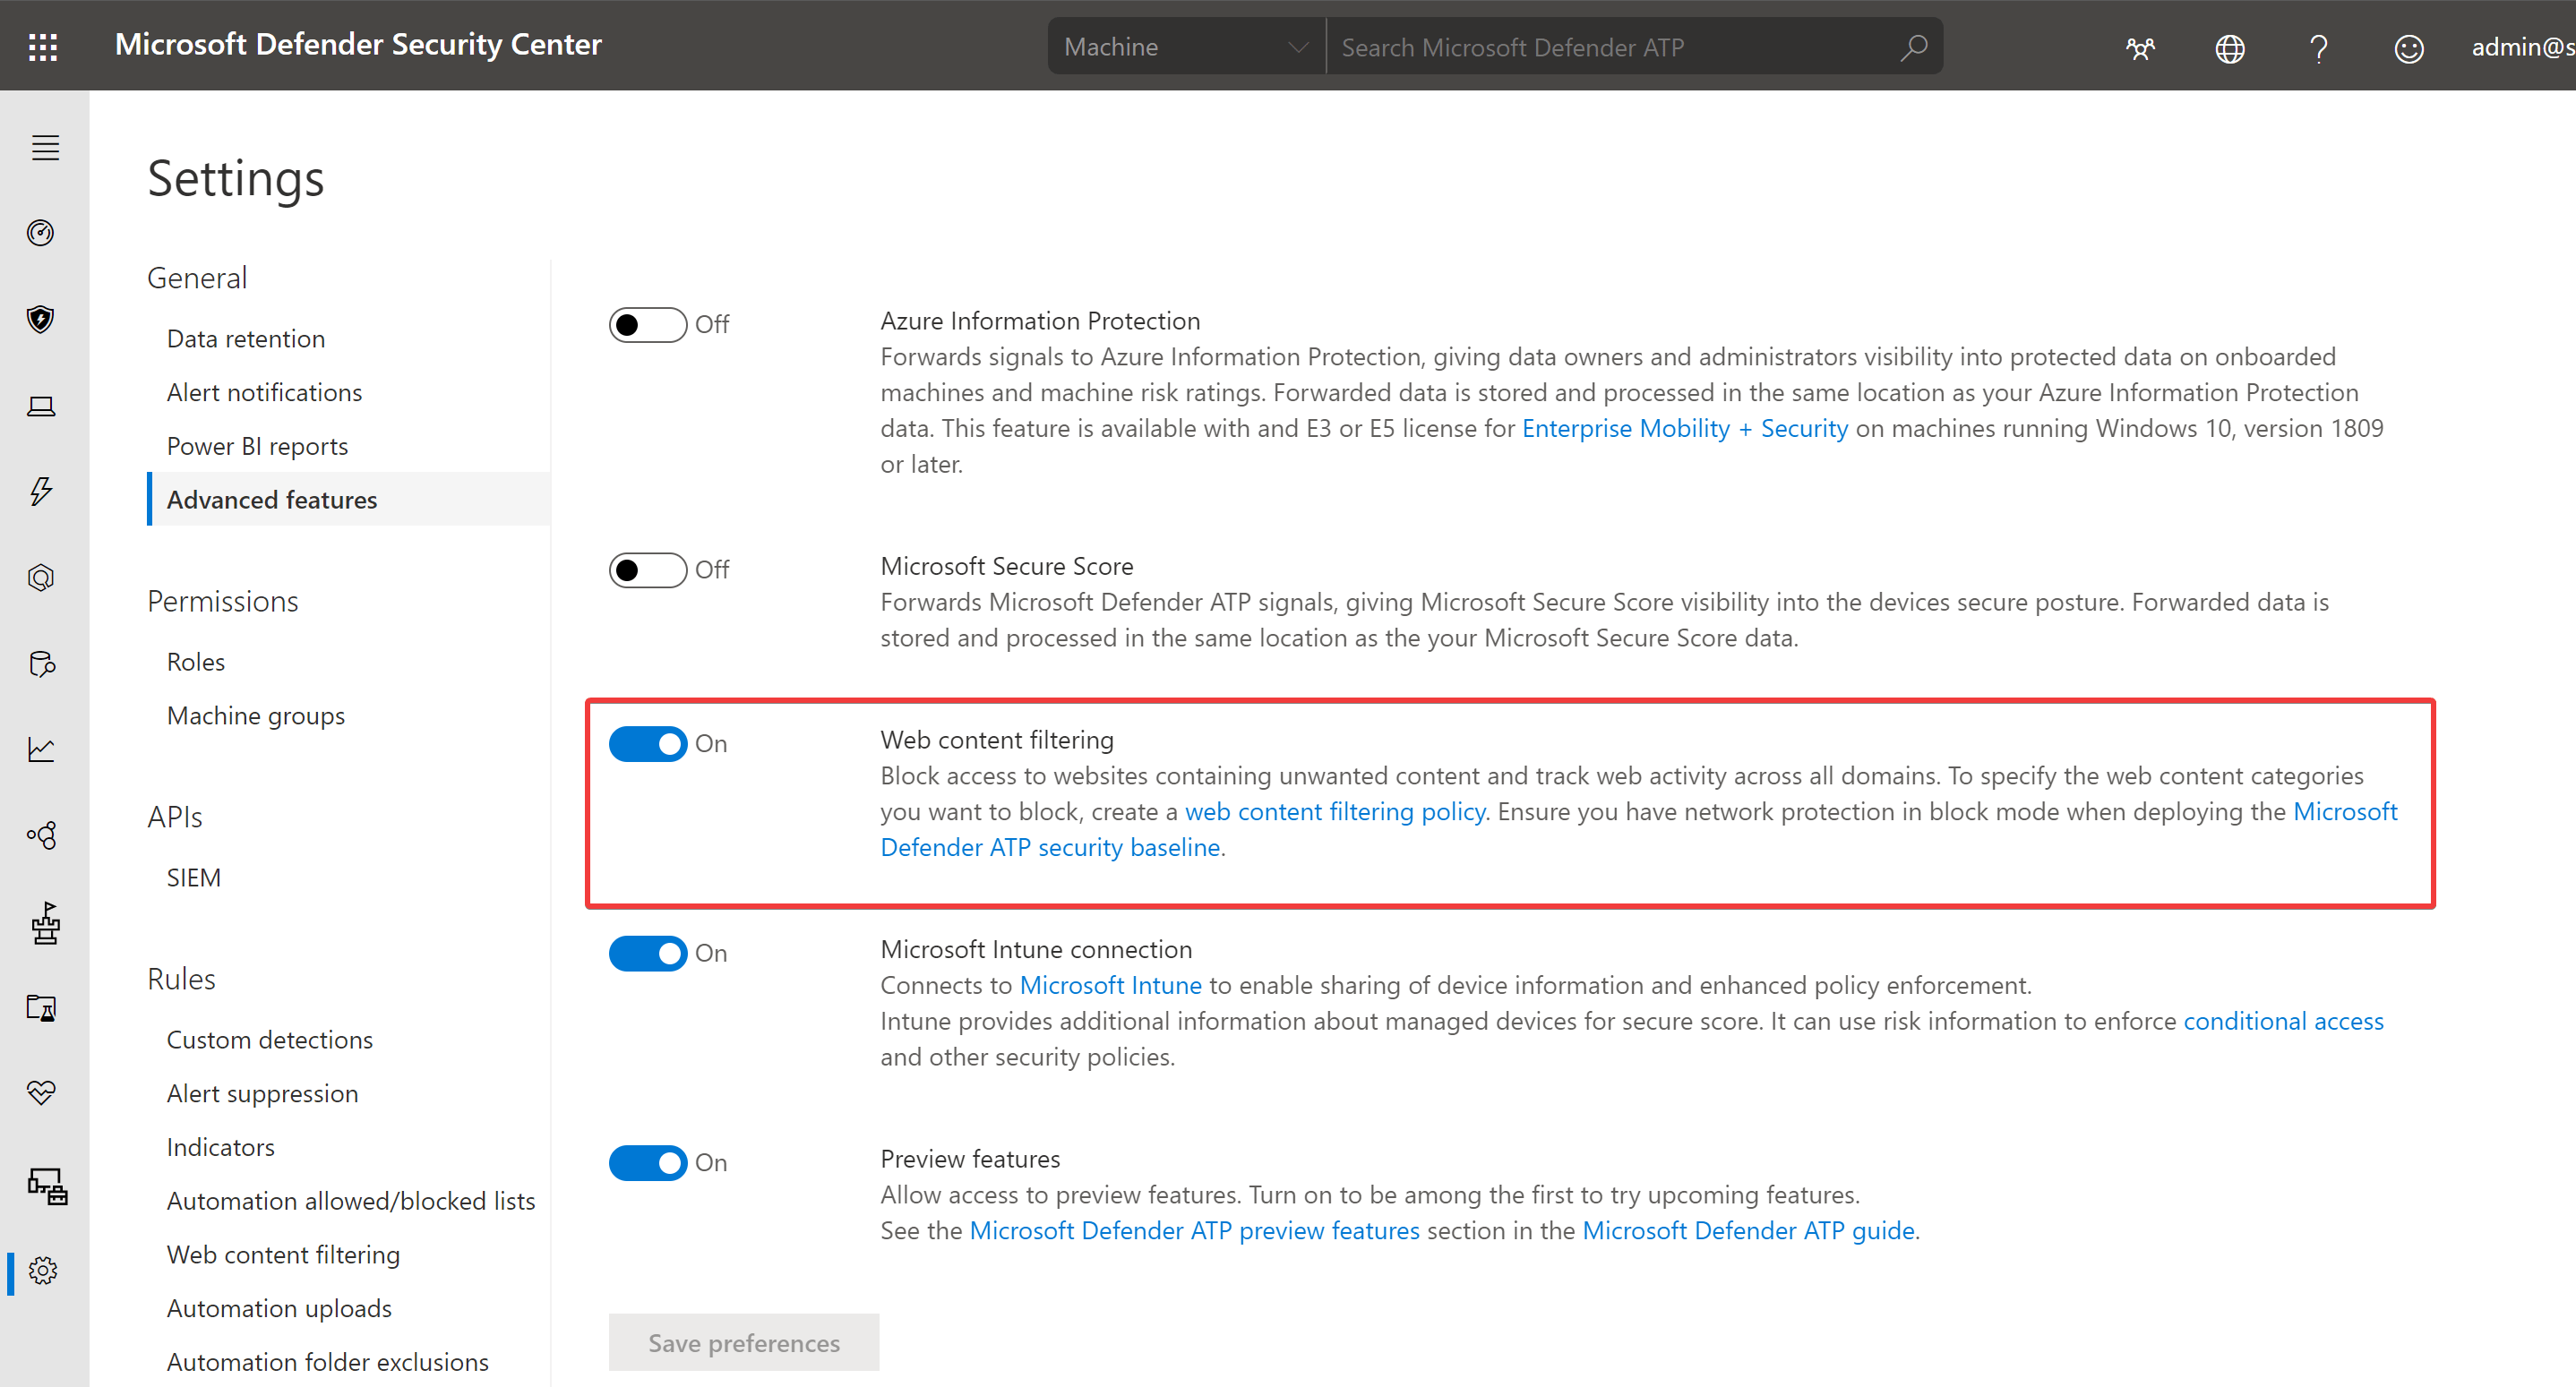 Microsoft Defender Security Center
Machine
Search Microsoft Defender ATP
admin@s
Settings
General
Data retention
Alert notifications
Power BI reports
Advanced features
Permissions
Roles
Machine groups
APIs
SIEM
Rules
Custom detections
Alert suppression
Indicators
Automation allowed/blocked lists
Web content filtering
Automation uploads
Automation folder exclusions
Off
Azure Information Protection
Forwards signals to Azure Information Protection, giving data owners and administrators visibility into protected data on onboarded
machines and machine risk ratings. Forwarded data is stored and processed in the same location as your Azure Information Protection
data. This feature is available with and E3 or E5 license for Enterprise Mobility + Security on machines running Windows 10, version 1809
or later.
Off
Microsoft Secure Score
Forwards Microsoft Defender ATP signals, giving Microsoft Secure Score visibility into the devices secure posture. Forwarded data is
stored and processed in the same location as the your Microsoft Secure Score data.
On
Web content filtering
Block access to websites containing unwanted content and track web activity across all domains. To specify the web content categories
you want to block, create a web content filtering policy. Ensure you have network protection in block mode when deploying the Microsoft
Defender ATP security baseline.
On
Microsoft Intune connection
Connects to Microsoft Intune to enable sharing of device information and enhanced policy enforcement.
Intune provides additional information about managed devices for secure score. It can use risk information to enforce conditional access
and other security policies.
On
Preview features
Allow access to preview features. Turn on to be among the first to try upcoming features.
See the Microsoft Defender ATP preview features section in the Microsoft Defender ATP guide.
Save preferences